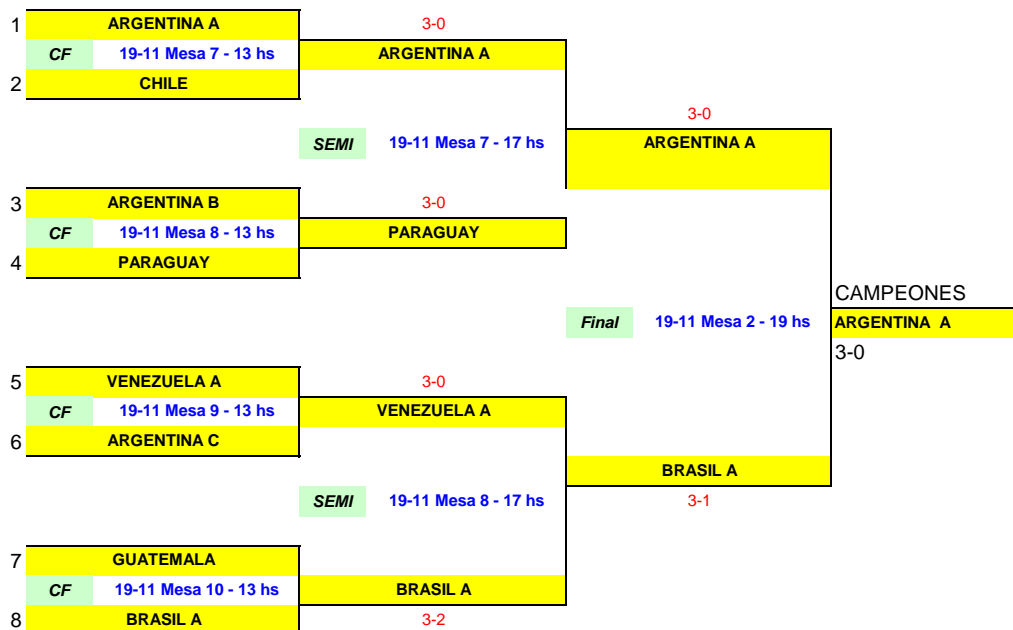 1 ARGENTINA A 3-0
CF 19-11 Mesa 7 - 13 hs ARGENTINA A
2 CHILE
3-0
SEMI 19-11 Mesa 7 - 17 hs ARGENTINA A
3 ARGENTINA B 3-0
CF 19-11 Mesa 8 - 13 hs PARAGUAY
4 PARAGUAY
CAMPEONES
Final 19-11 Mesa 2 - 19 hs ARGENTINA A
3-0
5 VENEZUELA A 3-0
CF 19-11 Mesa 9 - 13 hs VENEZUELA A
6 ARGENTINA C
BRASIL A
SEMI 19-11 Mesa 8 - 17 hs 3-1
7 GUATEMALA
CF 19-11 Mesa 10 - 13 hs BRASIL A
8 BRASIL A 3-2